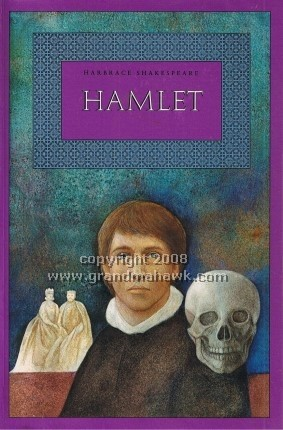 HARBRACE SHAKESPEARE
HAMLET
copyright © 2008
www.grandmahawk.com